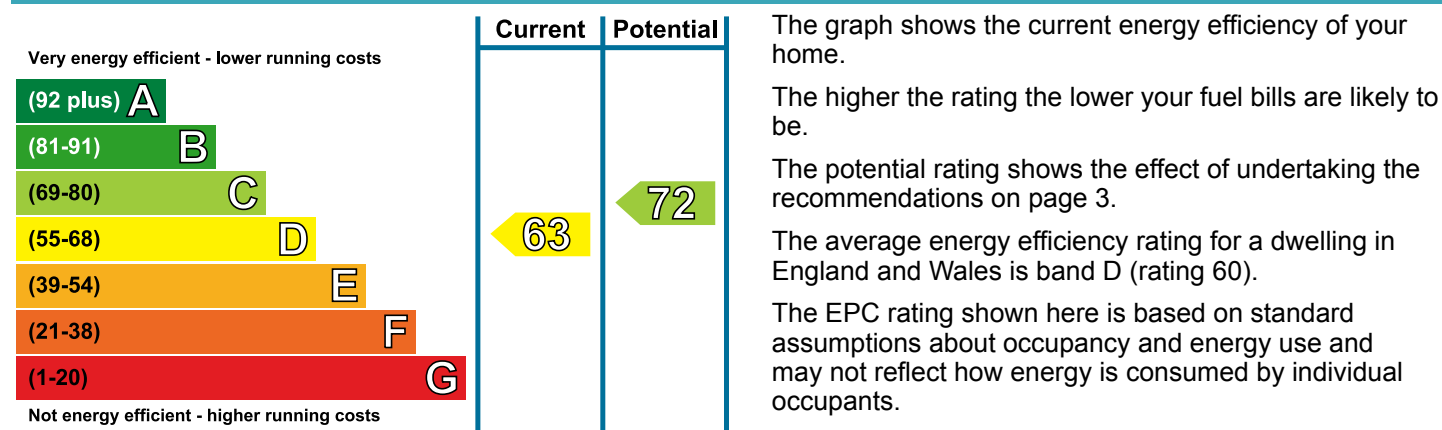 Current Potential
Very energy efficient - lower running costs
(92 plus) A
(81-91) B
(69-80) C
(55-68) D
(39-54) E
(21-38) F
(1-20) G
Not energy efficient - higher running costs
63
72
The graph shows the current energy efficiency of your
home.
The higher the rating the lower your fuel bills are likely to
be.
The potential rating shows the effect of undertaking the
recommendations on page 3.
The average energy efficiency rating for a dwelling in
England and Wales is band D (rating 60).
The EPC rating shown here is based on standard
assumptions about occupancy and energy use and
may not reflect how energy is consumed by individual
occupants.